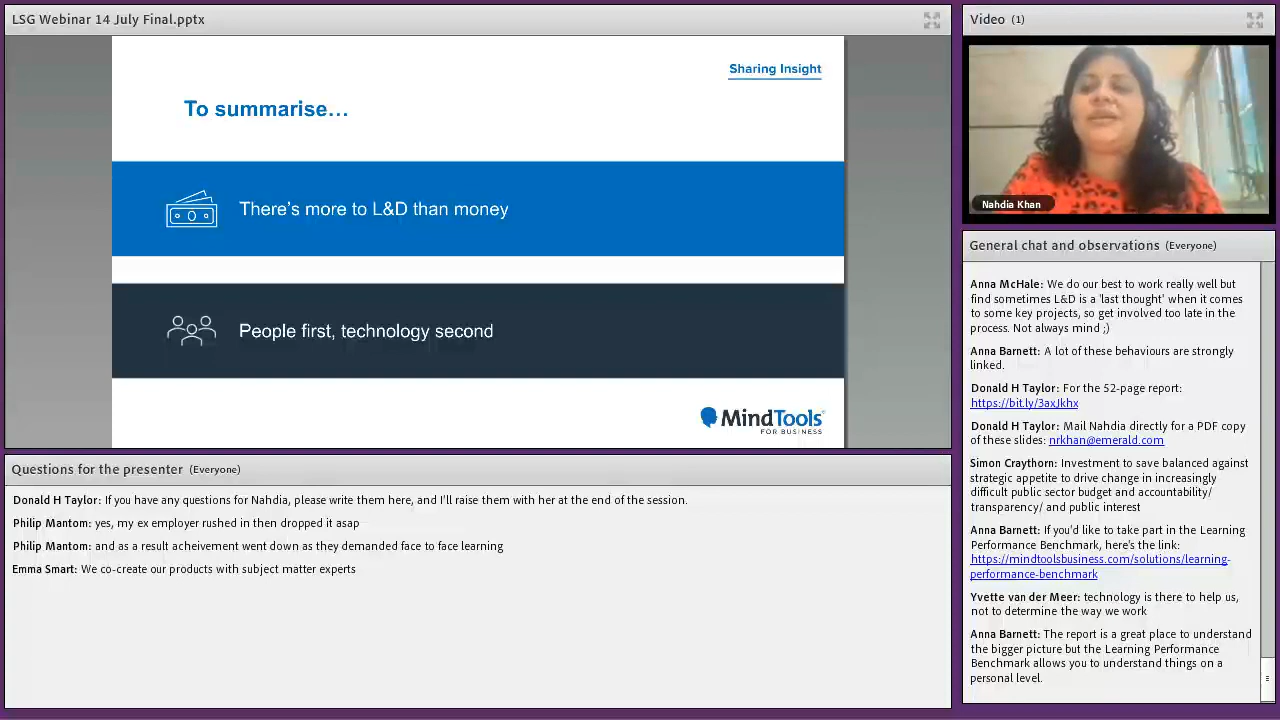 LSG Webinar 14 July Final.pptx
Sharing Insight
To summarise…
There's more to L&D than money
People first, technology second
MindTools
FOR BUSINESS
Questions for the presenter (Everyone)
Donald H Taylor: If you have any questions for Nahdia, please write them here, and I'll raise them with her at the end of the session.
Philip Mantom: yes, my ex employer rushed in then dropped it asap
Philip Mantom: and as a result acheivement went down as they demanded face to face learning
Emma Smart: We co-create our products with subject matter experts
Video (1)
Nahdia Khan
General chat and observations (Everyone)
Anna McHale: We do our best to work really well but
find sometimes L&D is a 'last thought' when it comes
to some key projects, so get involved too late in the
process. Not always mind ;)
Anna Barnett: A lot of these behaviours are strongly
linked.
Donald H Taylor: For the 52-page report:
https://bit.ly/3axJkhx
Donald H Taylor: Mail Nahdia directly for a PDF copy
of these slides: nrkhan@emerald.com
Simon Craythorn: Investment to save balanced against
strategic appetite to drive change in increasingly
difficult public sector budget and accountability/
transparency/ and public interest
Anna Barnett: If you'd like to take part in the Learning
Performance Benchmark, here's the link:
https://mindtoolsbusiness.com/solutions/learning-
performance-benchmark
Yvette van der Meer: technology is there to help us,
not to determine the way we work
Anna Barnett: The report is a great place to understand
the bigger picture but the Learning Performance
Benchmark allows you to understand things on a
personal level.